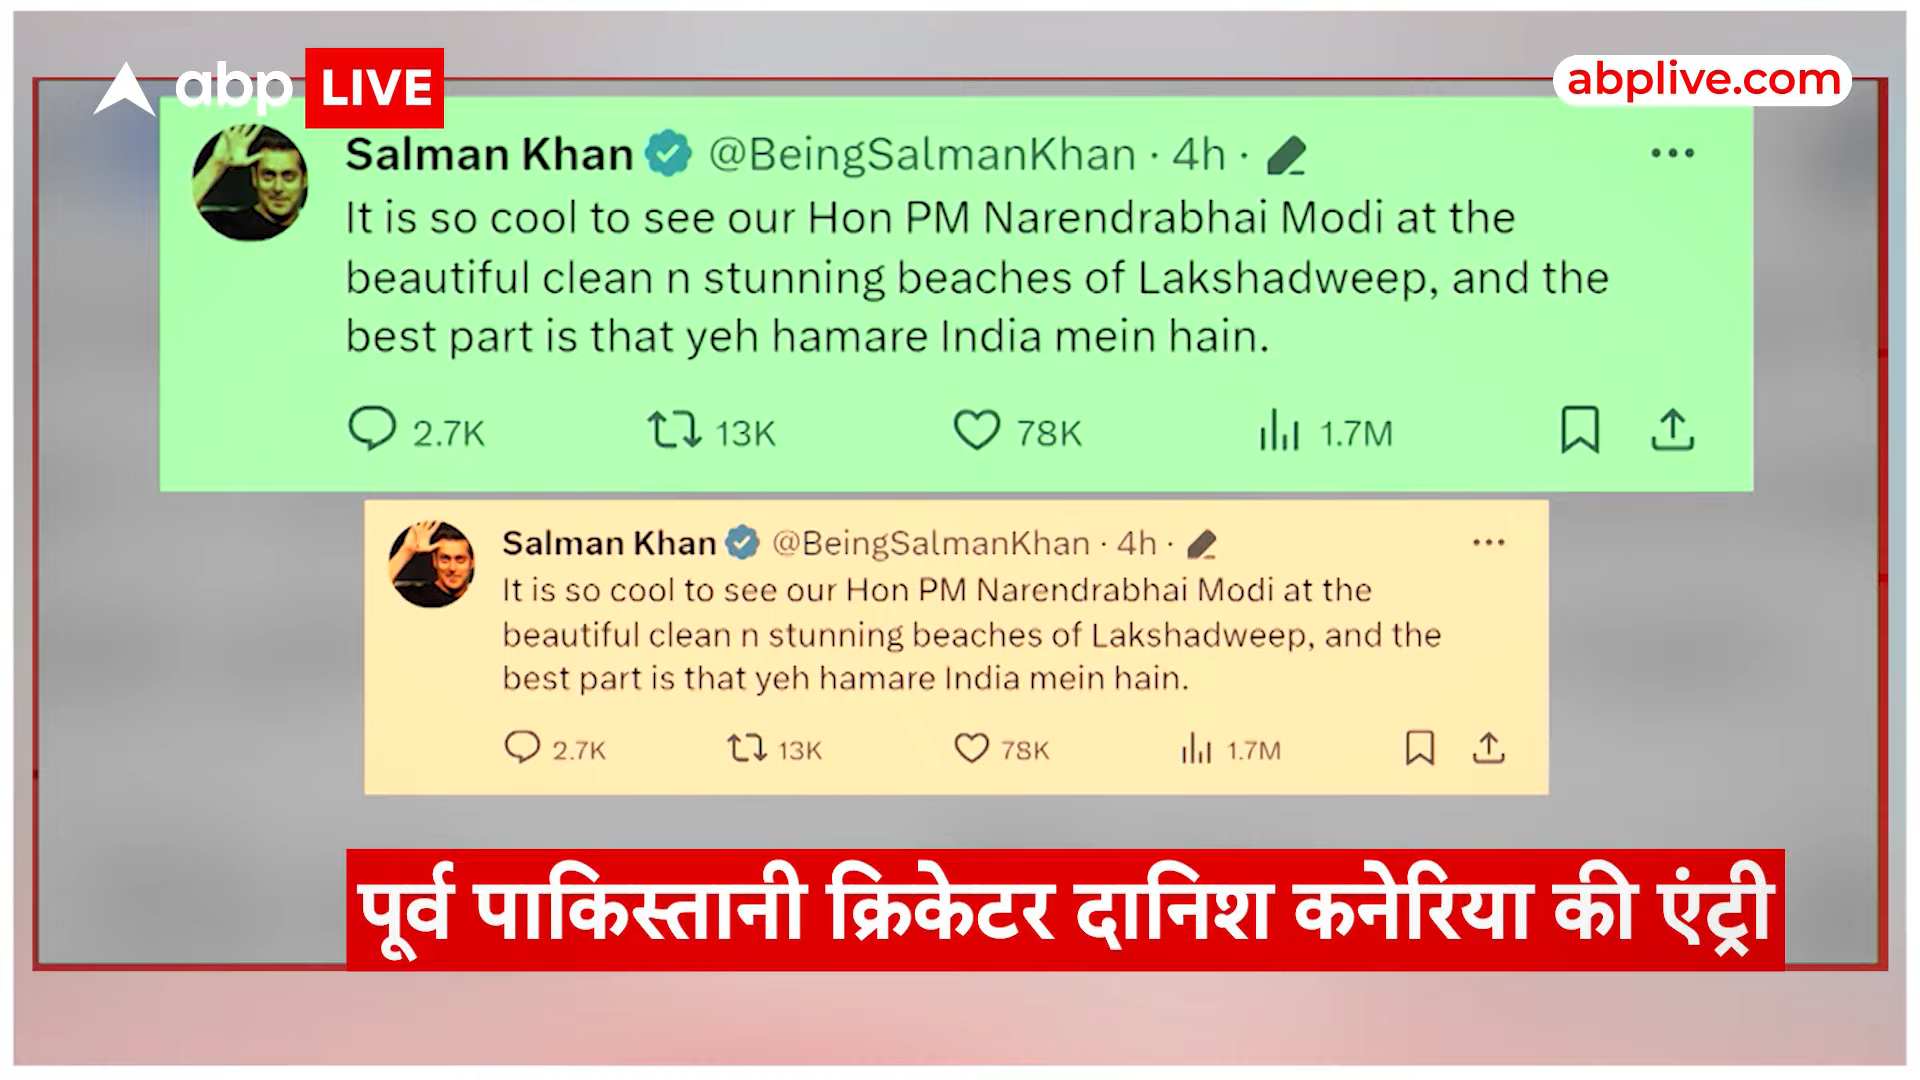 abp LIVE
abplive.com
Salman Khan @BeingSalmanKhan · 4h ·
It is so cool to see our Hon PM Narendrabhai Modi at the
beautiful clean n stunning beaches of Lakshadweep, and the
best part is that yeh hamare India mein hain.
2.7K 13K 78K 1.7M
Salman Khan @BeingSalmanKhan · 4h ·
It is so cool to see our Hon PM Narendrabhai Modi at the
beautiful clean n stunning beaches of Lakshadweep, and the
best part is that yeh hamare India mein hain.
2.7K 13K 78K 1.7M
पूर्व पाकिस्तानी क्रिकेटर दानिश कनेरिया की एंट्री